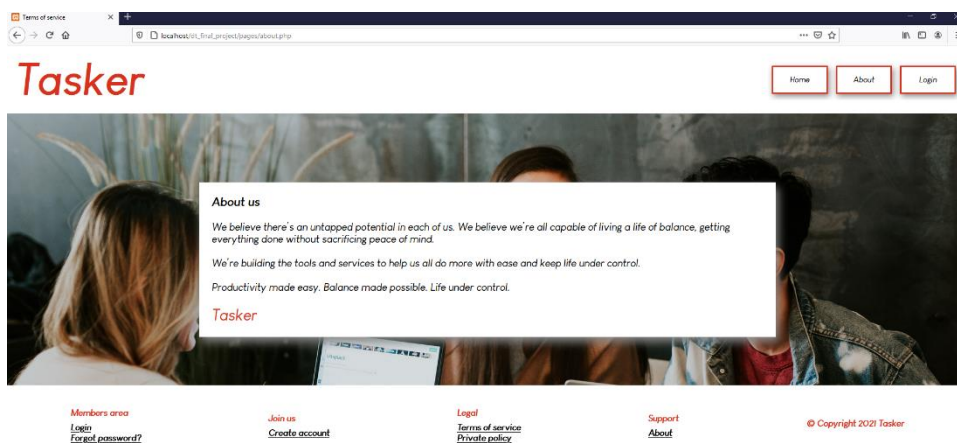 Terms of service
localhost/dt_final_project/pages/about.php
Tasker
Home
About
Login
About us
We believe there's an untapped potential in each of us. We believe we're all capable of living a life of balance, getting
everything done without sacrificing peace of mind.
We're building the tools and services to help us all do more with ease and keep life under control.
Productivity made easy. Balance made possible. Life under control.
Tasker
Members area
Login
Forgot password?
Join us
Create account
Legal
Terms of service
Private policy
Support
About
© Copyright 2021 Tasker